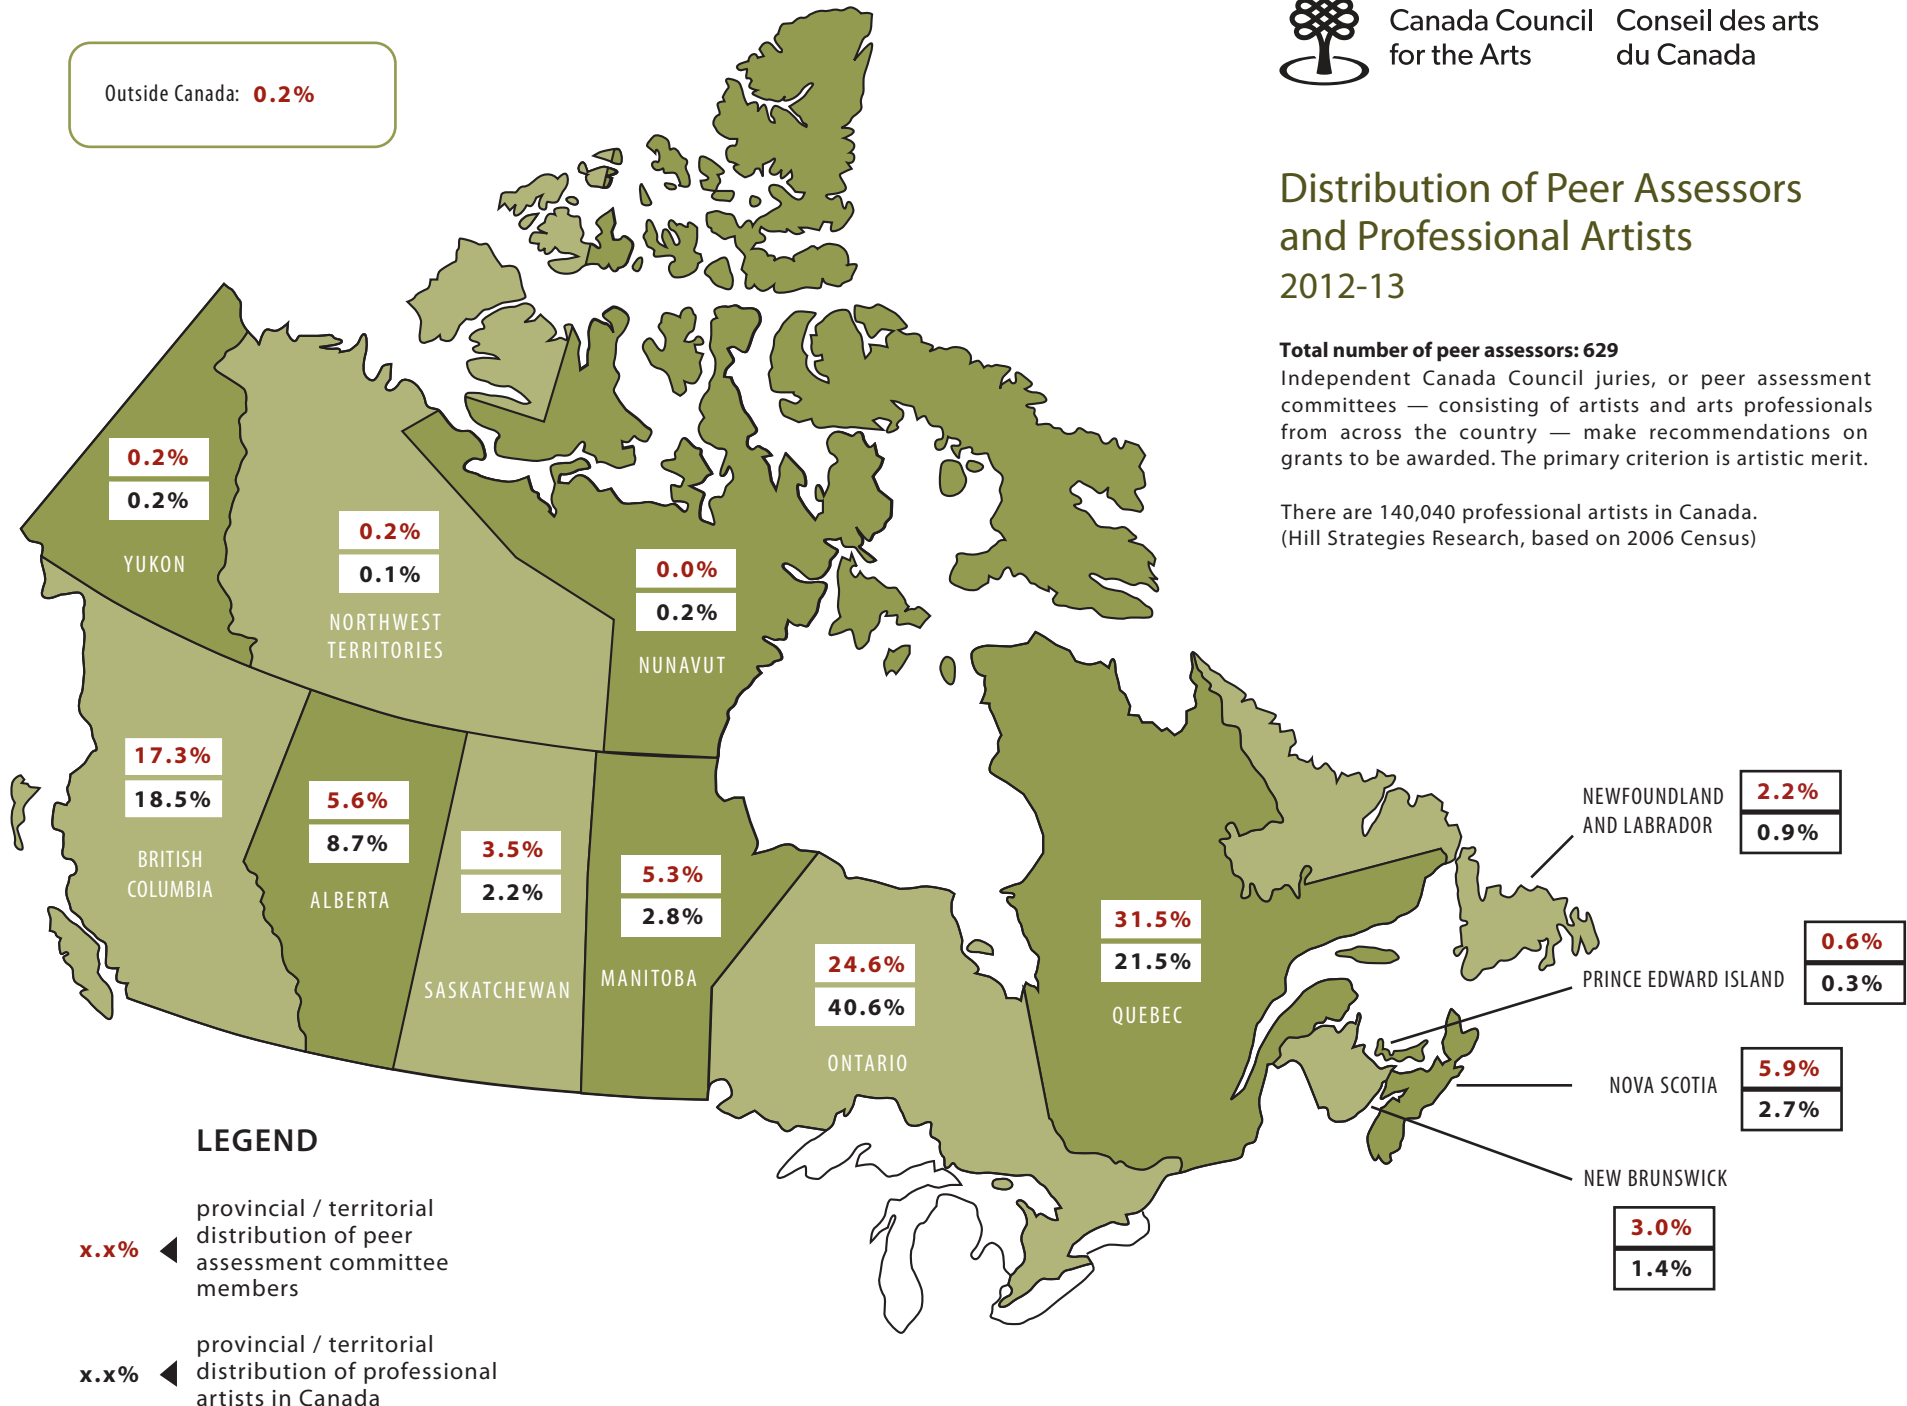 Canada Council
for the Arts
Conseil des arts
du Canada
Outside Canada: 0.2%
Distribution of Peer Assessors
and Professional Artists
2012-13
Total number of peer assessors: 629
Independent Canada Council juries, or peer assessment
committees — consisting of artists and arts professionals
from across the country — make recommendations on
grants to be awarded. The primary criterion is artistic merit.
There are 140,040 professional artists in Canada.
(Hill Strategies Research, based on 2006 Census)
0.2%
0.2%
YUKON
0.2%
0.1%
NORTHWEST
TERRITORIES
0.0%
0.2%
NUNAVUT
17.3%
18.5%
BRITISH
COLUMBIA
5.6%
8.7%
ALBERTA
3.5%
2.2%
SASKATCHEWAN
5.3%
2.8%
MANITOBA
24.6%
40.6%
ONTARIO
31.5%
21.5%
QUEBEC
NEWFOUNDLAND
AND LABRADOR
2.2%
0.9%
PRINCE EDWARD ISLAND
0.6%
0.3%
NOVA SCOTIA
5.9%
2.7%
NEW BRUNSWICK
3.0%
1.4%
LEGEND
x.x%
provincial / territorial
distribution of peer
assessment committee
members
x.x%
provincial / territorial
distribution of professional
artists in Canada